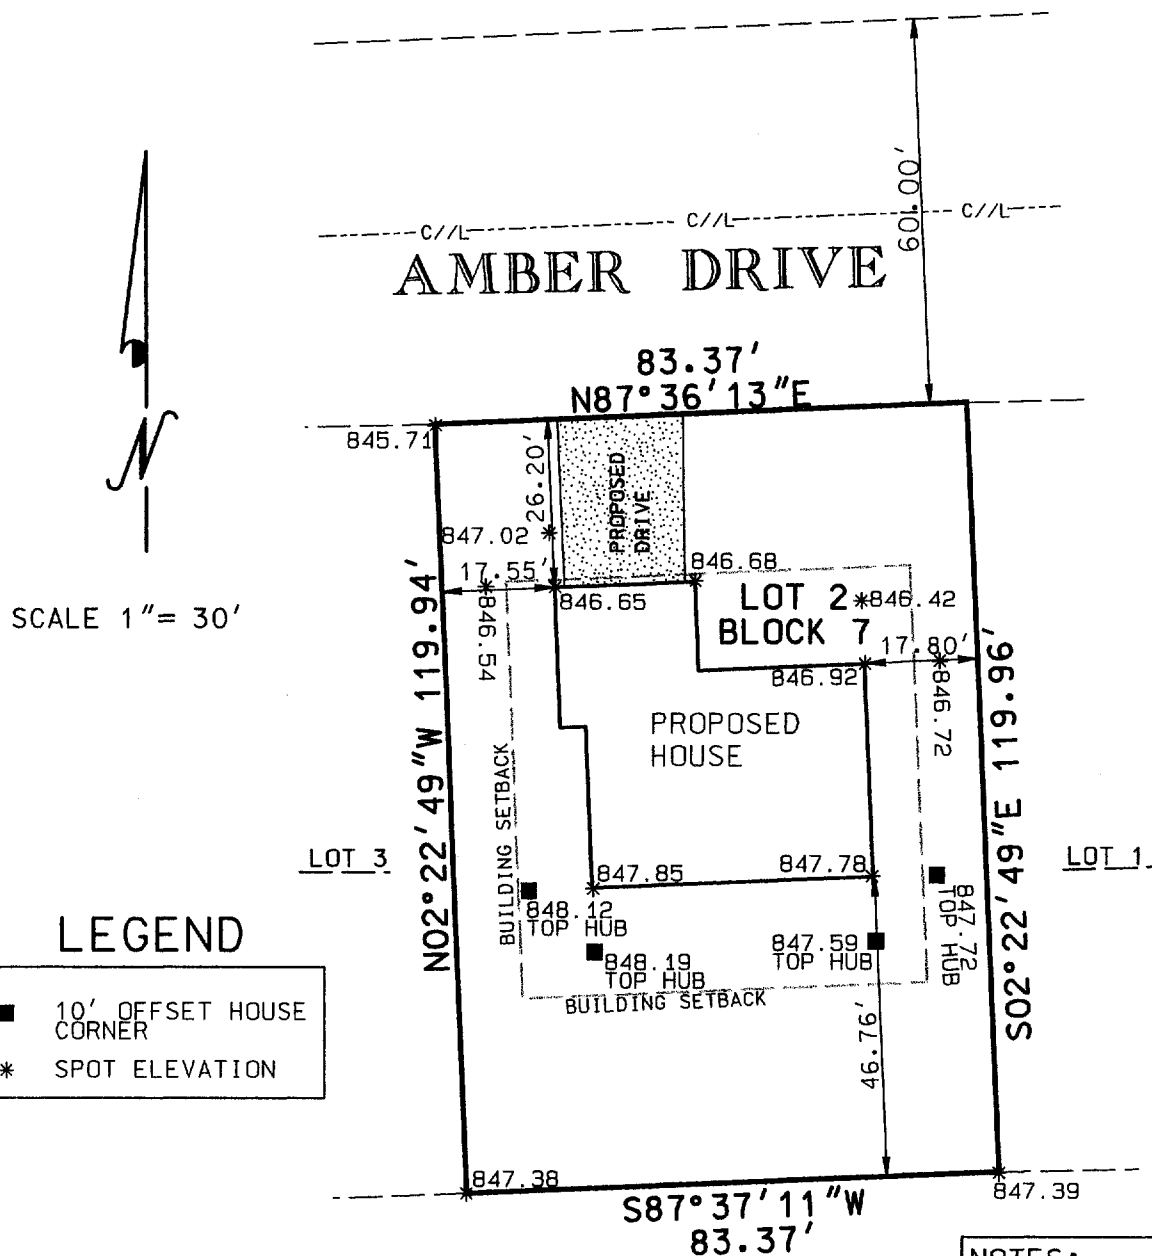 60.00'
C//L
C//L
C//L
AMBER DRIVE
83.37'
N87°36'13"E
845.71
26.20'
PROPOSED
DRIVE
847.02
17.55'
846.68
846.65
846.54
LOT 2
BLOCK 7
846.42
17.80'
846.92
846.72
N
SCALE 1"= 30'
N02°22'49"W 119.94'
S02°22'49"E 119.96'
PROPOSED
HOUSE
BUILDING SETBACK
LOT 3
LOT 1
847.85
847.78
848.12
TOP HUB
848.19
TOP HUB
847.59
TOP HUB
847.72
TOP HUB
BUILDING SETBACK
46.76'
LEGEND
10' OFFSET HOUSE
CORNER
SPOT ELEVATION
847.38
847.39
S87°37'11"W
83.37'
NOTES: